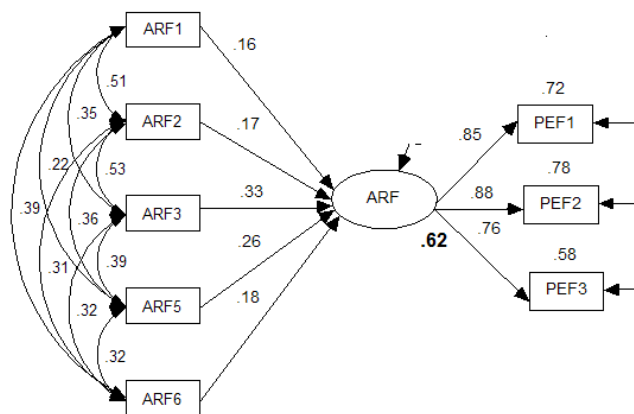 ARF1
.16
.51
.72
.35
ARF2
.17
.85
PEF1
.22
.53
.78
.39
.36
ARF3
.33
ARF
.88
PEF2
.62
.76
.31
.39
.26
.58
.32
ARF5
.18
PEF3
.32
ARF6